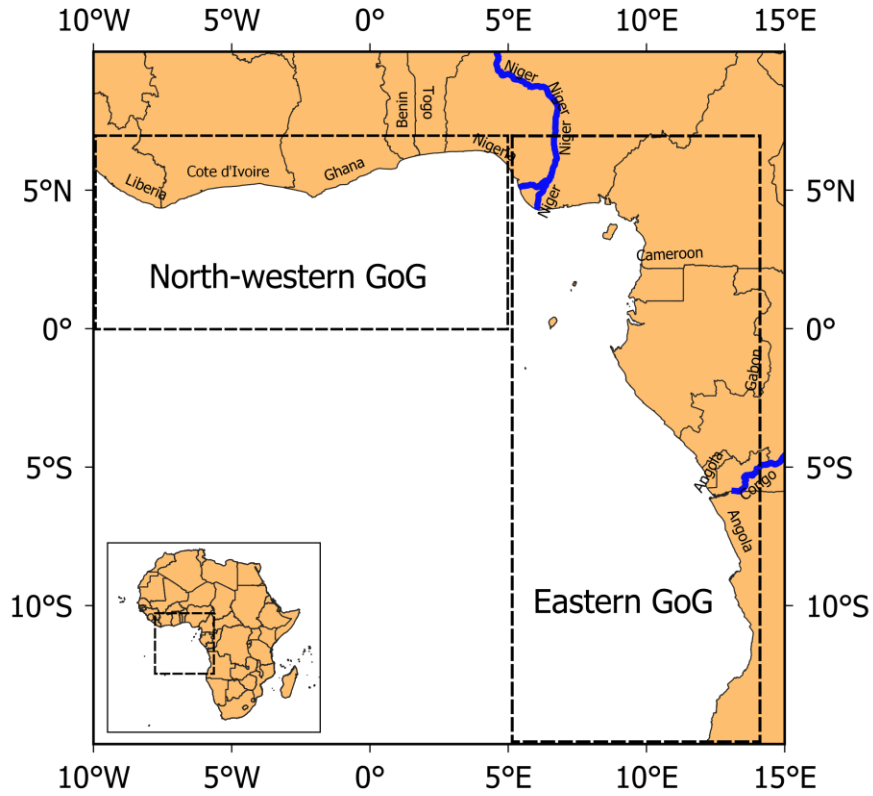 10°W 5°W 0° 5°E 10°E 15°E
Niger
Niger
Niger
Benin
Togo
Nigeria
Ghana
Cote d'Ivoire
Liberia
5°N
5°N
Niger
Cameroon
North-western GoG
0°
0°
Gabon
5°S
5°S
Angola
Congo
Angola
Eastern GoG
10°S
10°S
10°W 5°W 0° 5°E 10°E 15°E